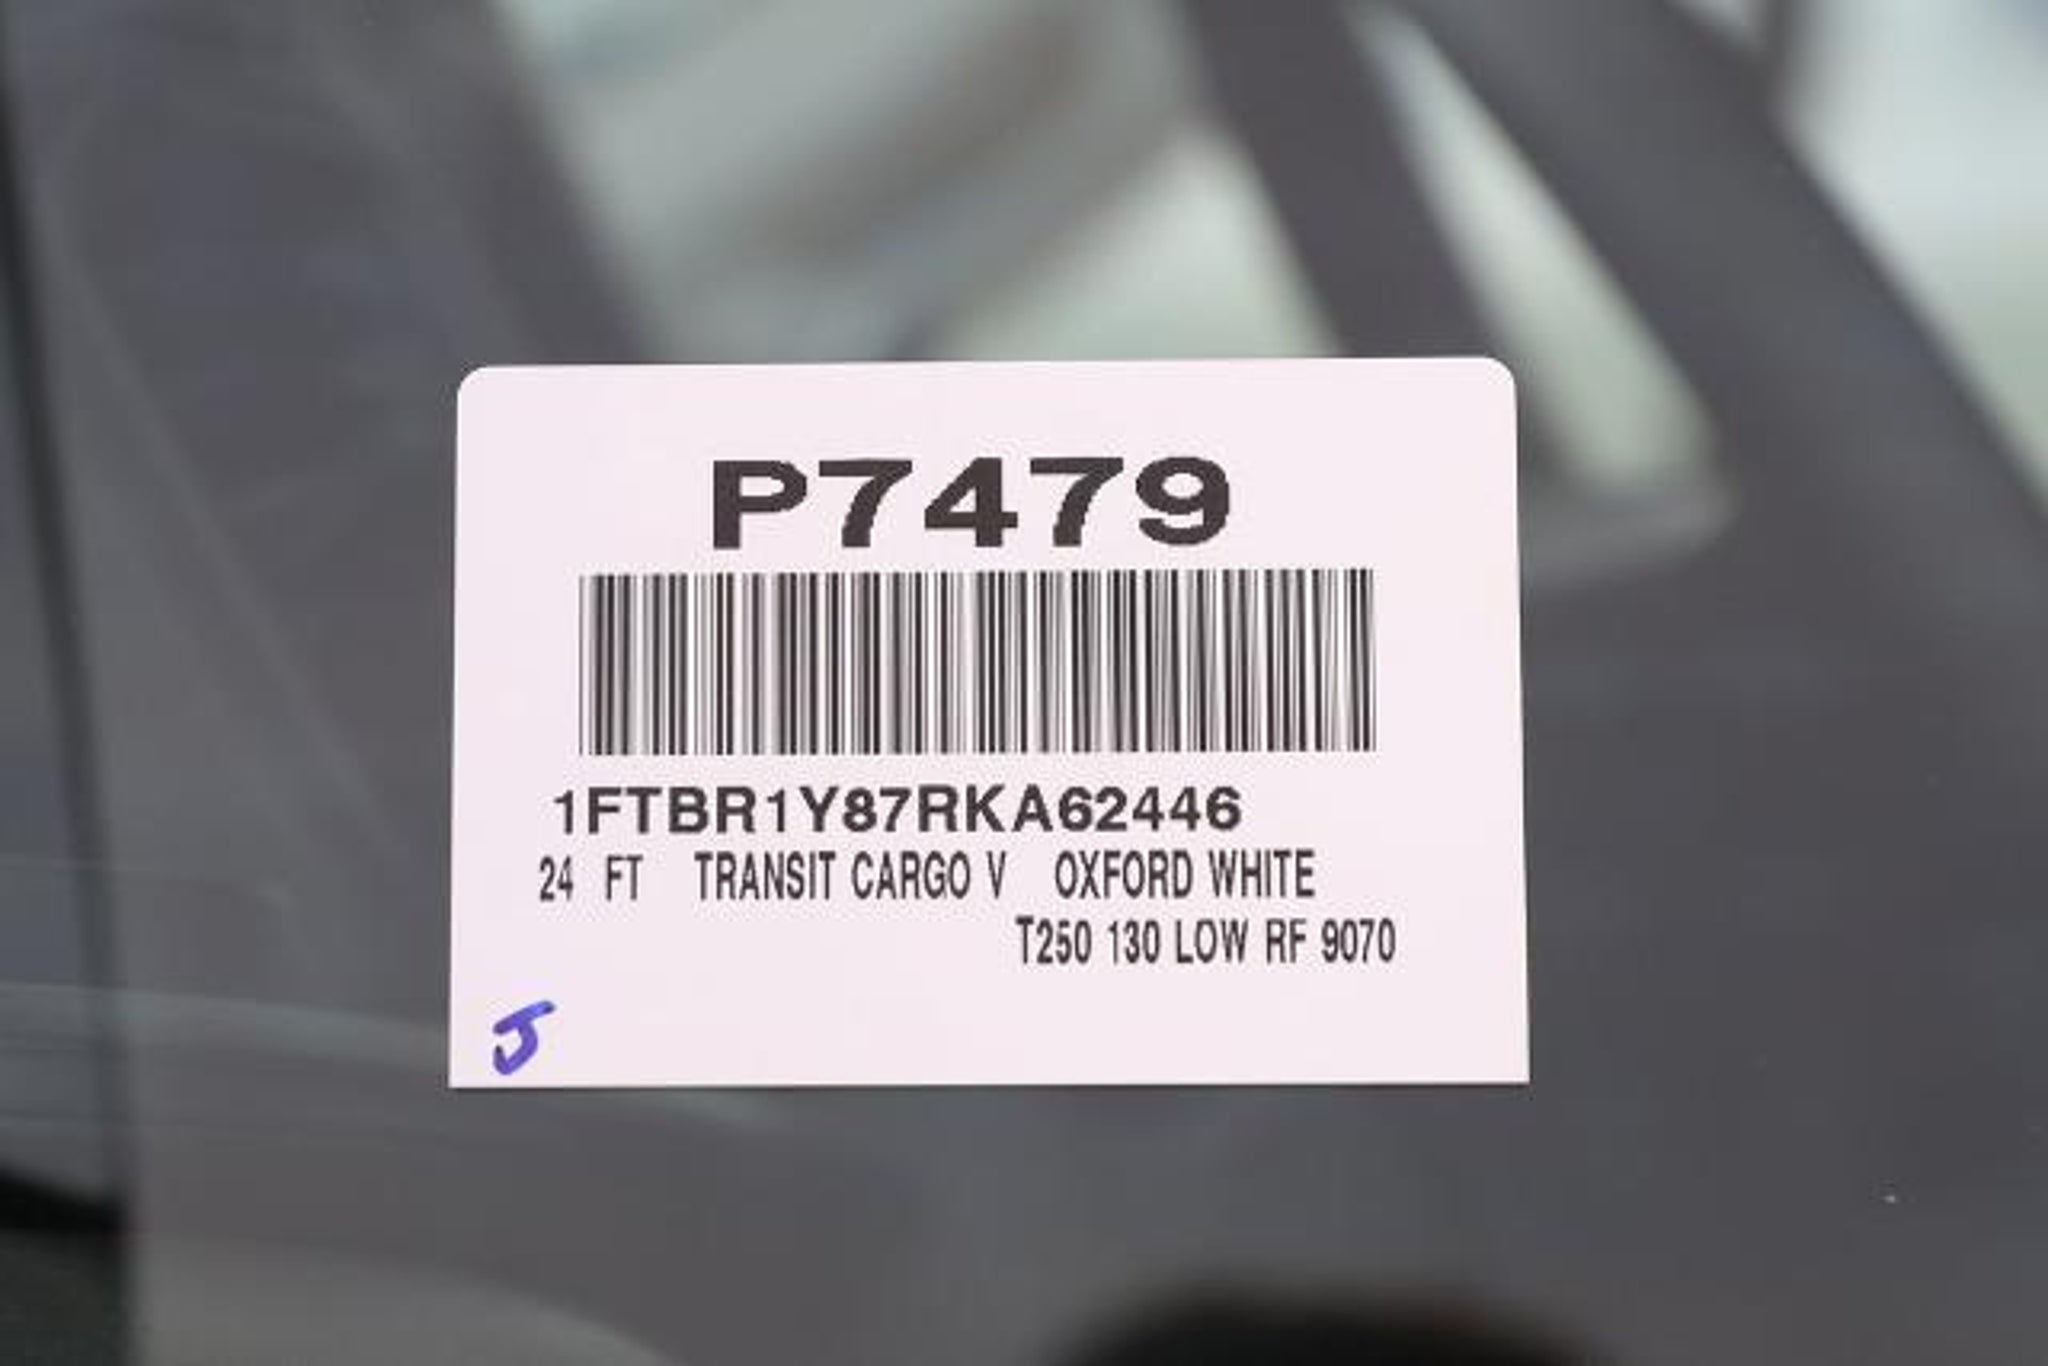 P7479
1FTBR1Y87RKA62446
24 FT TRANSIT CARGO V OXFORD WHITE
T250 130 LOW RF 9070
J